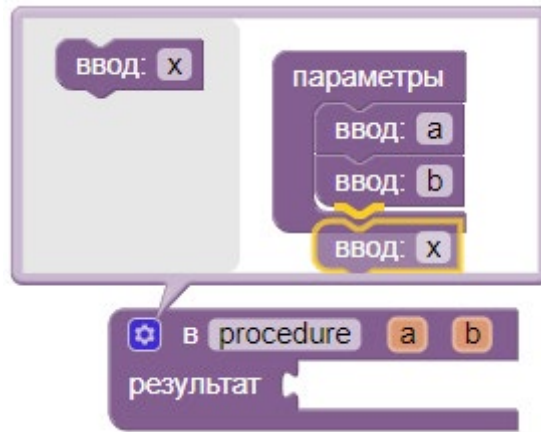 ввод: x
параметры
ввод: a
ввод: b
ввод: x
в procedure a b
результат